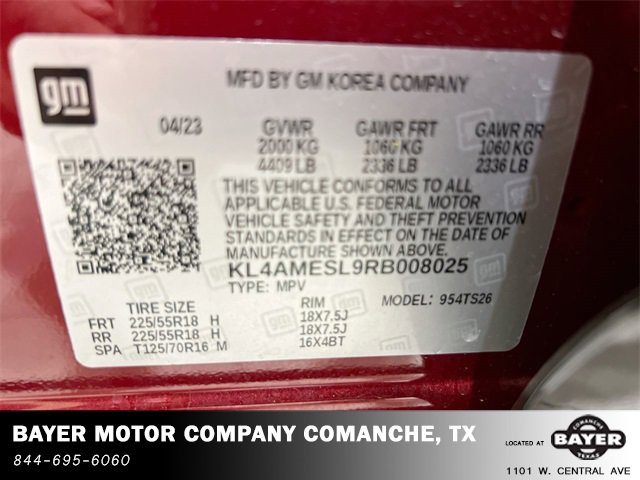 gm
MFD BY GM KOREA COMPANY
04/23 GVWR GAWR FRT GAWR RR
2000 KG 1060 KG 1060 KG
4409 LB 2336 LB 2336 LB
THIS VEHICLE CONFORMS TO ALL
APPLICABLE U.S. FEDERAL MOTOR
VEHICLE SAFETY AND THEFT PREVENTION
STANDARDS IN EFFECT ON THE DATE OF
MANUFACTURE SHOWN ABOVE.
KL4AMESL9RB008025
TYPE: MPV MODEL: 954TS26
TIRE SIZE RIM
FRT 225/55R18 H 18X7.5J
RR 225/55R18 H 18X7.5J
SPA T125/70R16 M 16X4BT
BAYER MOTOR COMPANY COMANCHE, TX
844-695-6060
LOCATED AT
COMANCHE
BAYER
TEXAS
1101 W. CENTRAL AVE